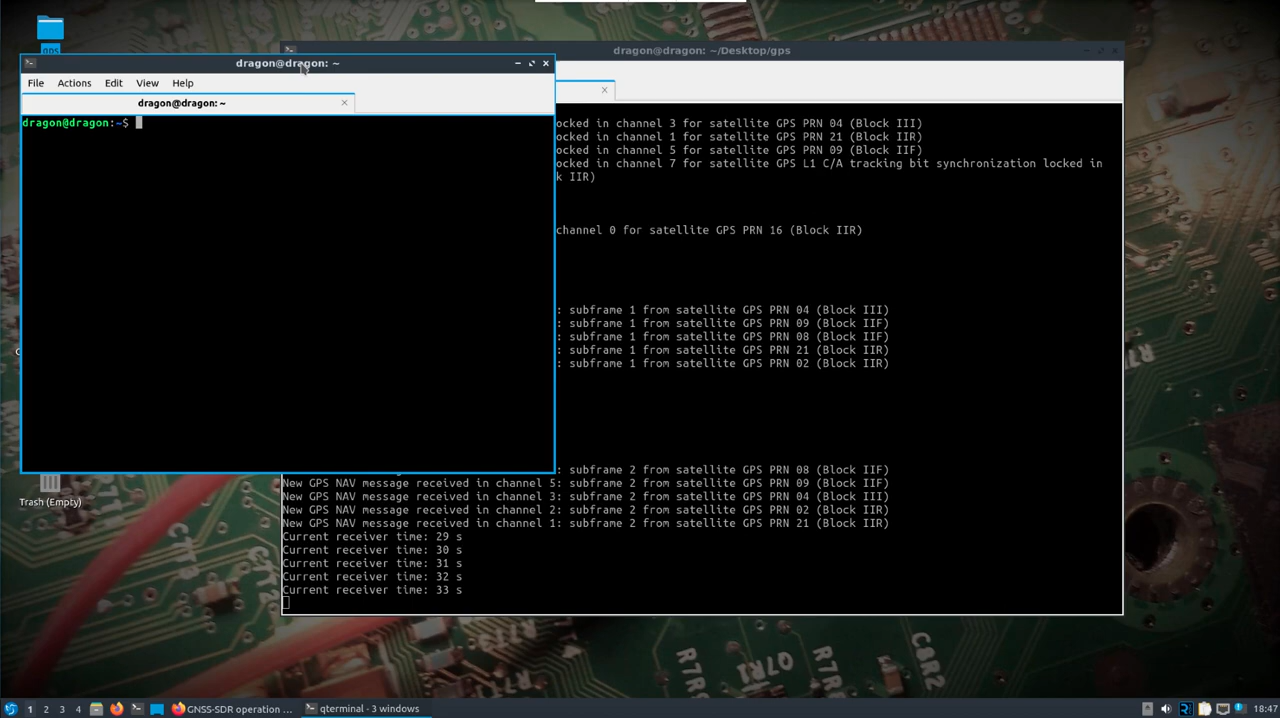 gps
dragon@dragon: ~/Desktop/gps
dragon@dragon: ~
File Actions Edit View Help
dragon@dragon: ~
dragon@dragon:~$
ocked in channel 3 for satellite GPS PRN 04 (Block III)
ocked in channel 1 for satellite GPS PRN 21 (Block IIR)
ocked in channel 5 for satellite GPS PRN 09 (Block IIF)
ocked in channel 7 for satellite GPS L1 C/A tracking bit synchronization locked in
k IIR)
channel 0 for satellite GPS PRN 16 (Block IIR)
: subframe 1 from satellite GPS PRN 04 (Block III)
: subframe 1 from satellite GPS PRN 09 (Block IIF)
: subframe 1 from satellite GPS PRN 08 (Block IIF)
: subframe 1 from satellite GPS PRN 21 (Block IIR)
: subframe 1 from satellite GPS PRN 02 (Block IIR)
: subframe 2 from satellite GPS PRN 08 (Block IIF)
New GPS NAV message received in channel 5: subframe 2 from satellite GPS PRN 09 (Block IIF)
New GPS NAV message received in channel 3: subframe 2 from satellite GPS PRN 04 (Block III)
New GPS NAV message received in channel 2: subframe 2 from satellite GPS PRN 02 (Block IIR)
New GPS NAV message received in channel 1: subframe 2 from satellite GPS PRN 21 (Block IIR)
Current receiver time: 29 s
Current receiver time: 30 s
Current receiver time: 31 s
Current receiver time: 32 s
Current receiver time: 33 s
Trash (Empty)
1 2 3 4 GNSS-SDR operation ... qterminal - 3 windows 18:47